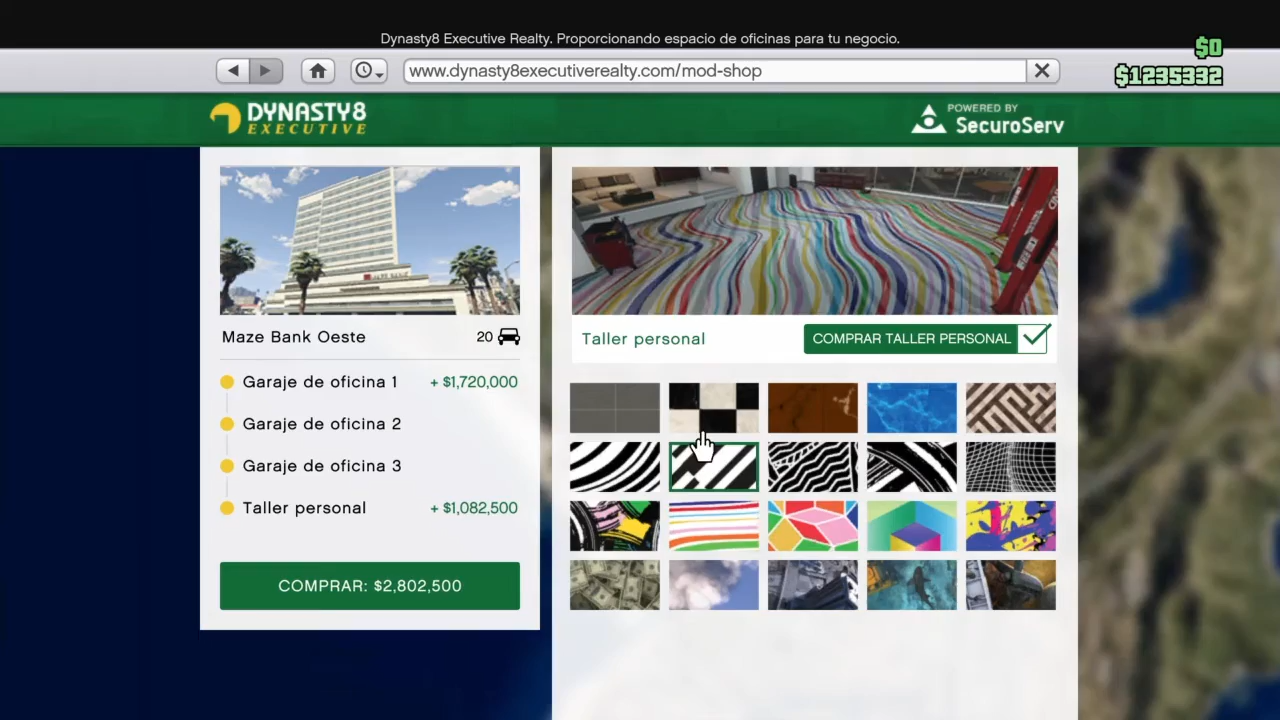 Dynasty8 Executive Realty. Proporcionando espacio de oficinas para tu negocio.
$0
www.dynasty8executiverealty.com/mod-shop
$1235332
DYNASTY8
EXECUTIVE
POWERED BY
SecuroServ
Maze Bank Oeste
20
Garaje de oficina 1
+ $1,720,000
Garaje de oficina 2
Garaje de oficina 3
Taller personal
+ $1,082,500
COMPRAR: $2,802,500
Taller personal
COMPRAR TALLER PERSONAL